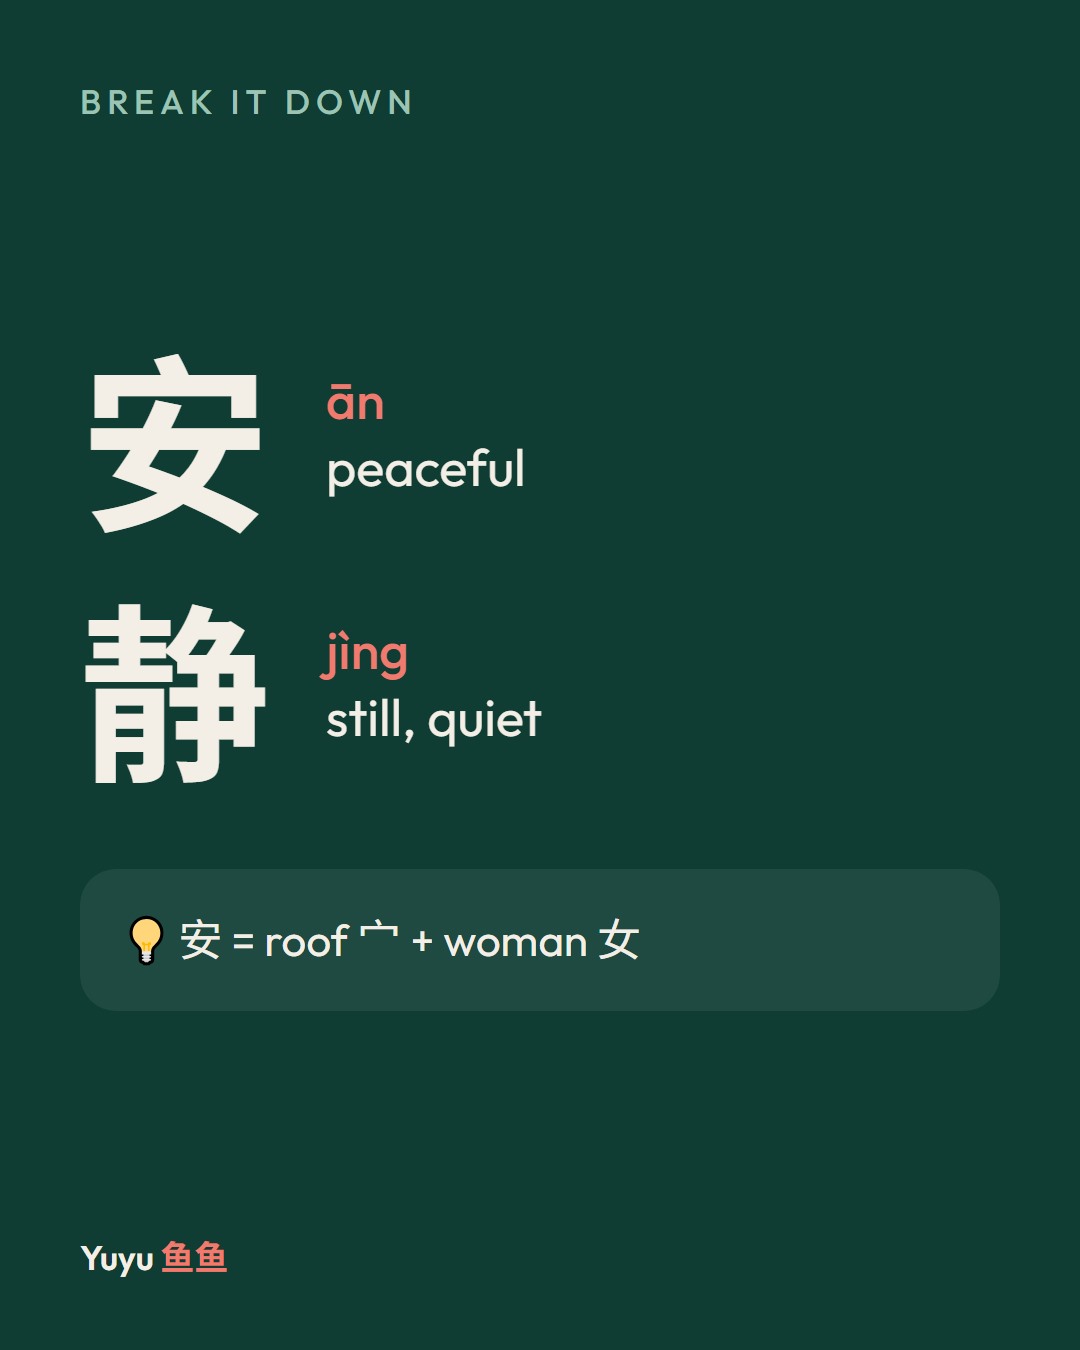 BREAK IT DOWN
安
ān
peaceful
静
jìng
still, quiet
💡 安 = roof 宀 + woman 女
Yuyu 鱼鱼